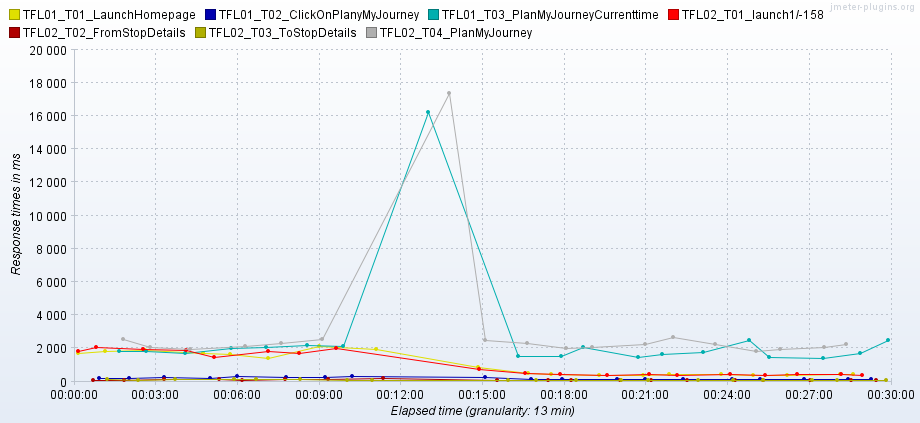 jmeter-plugins.org
TFL01_T01_LaunchHomepage TFL01_T02_ClickOnPlanyMyJourney TFL01_T03_PlanMyJourneyCurrenttime TFL02_T01_launch1/-158
TFL02_T02_FromStopDetails TFL02_T03_ToStopDetails TFL02_T04_PlanMyJourney
20 000
18 000
16 000
14 000
12 000
10 000
8 000
6 000
4 000
2 000
0
Response times in ms
00:00:00 00:03:00 00:06:00 00:09:00 00:12:00 00:15:00 00:18:00 00:21:00 00:24:00 00:27:00 00:30:00
Elapsed time (granularity: 13 min)